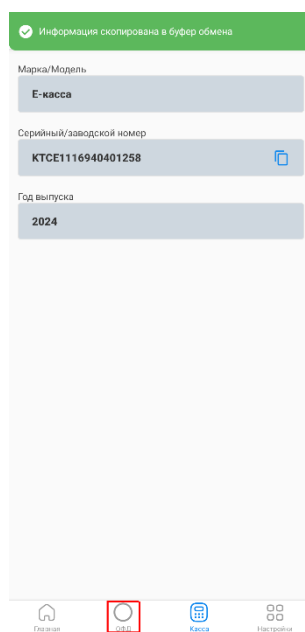 Информация скопирована в буфер обмена
Марка/Модель
Е-касса
Серийный/заводской номер
KTCE1116940401258
Год выпуска
2024
Главная ОФД Касса Настройки